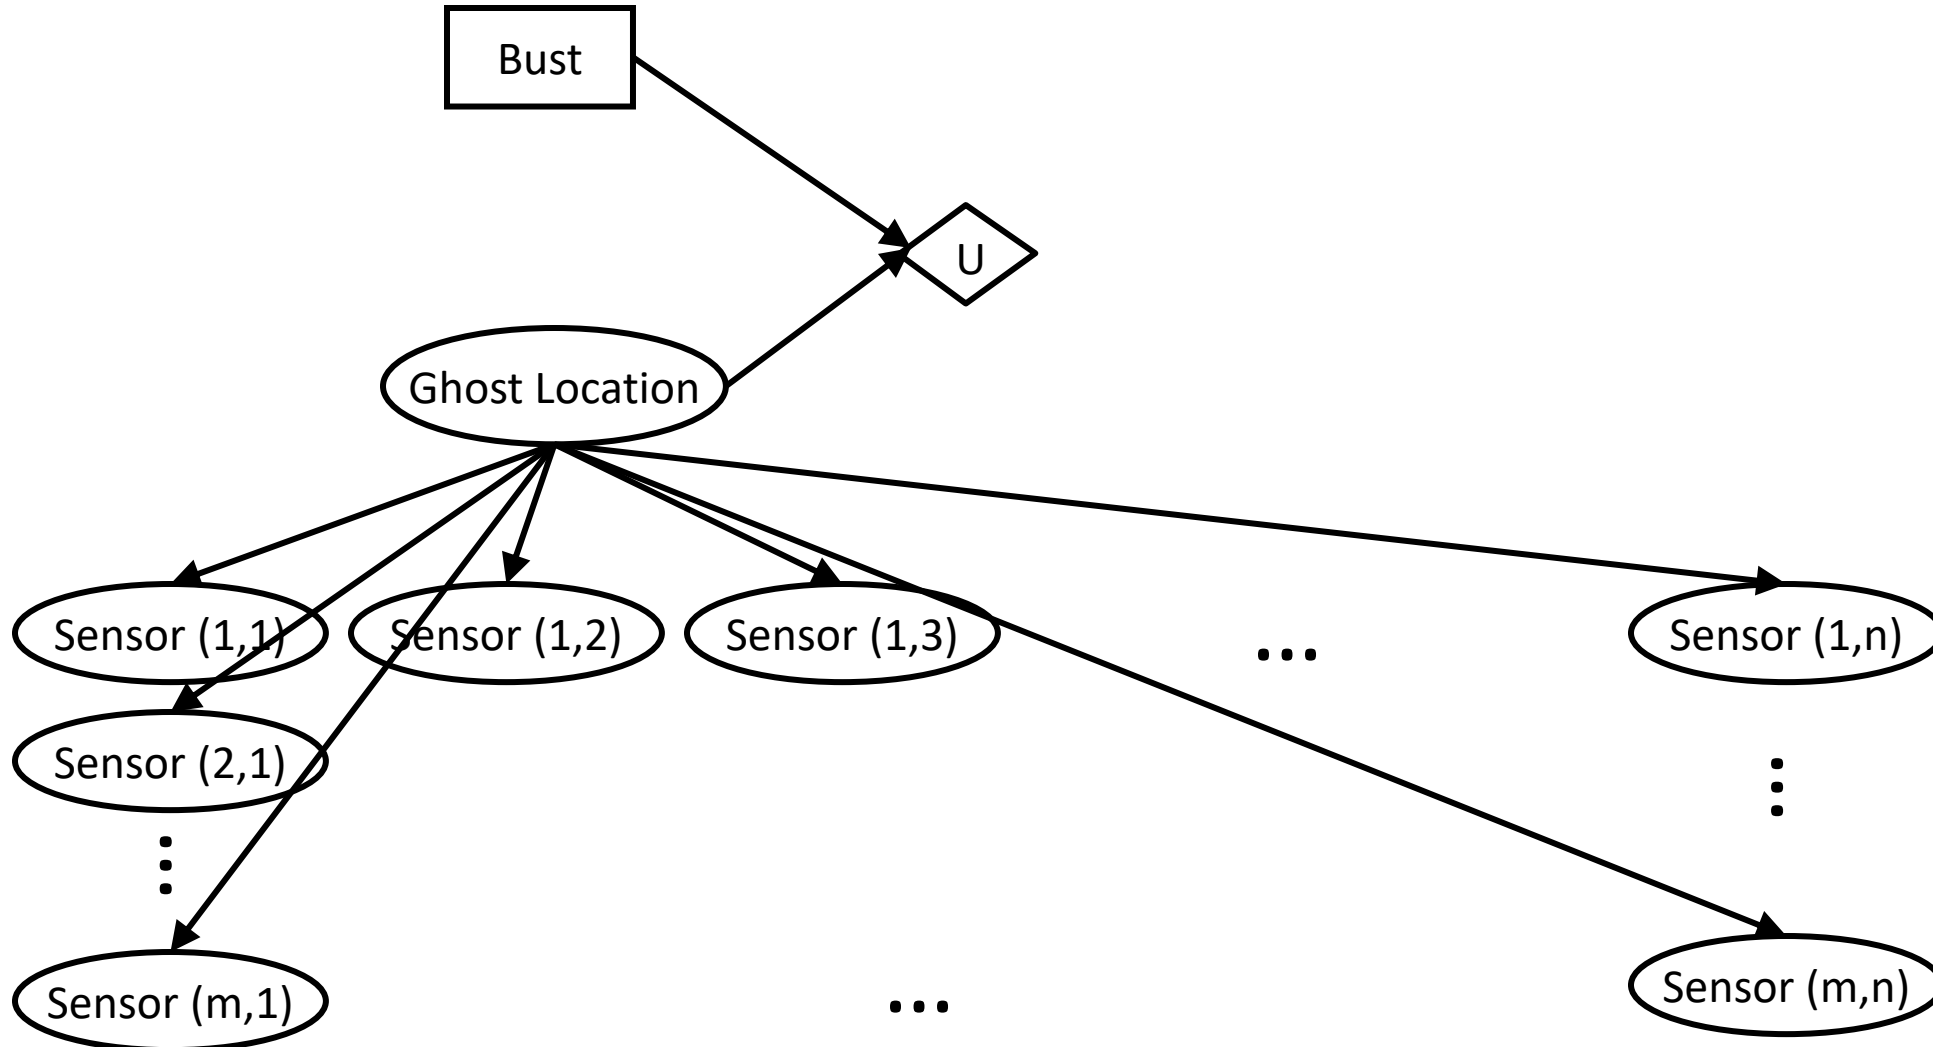 Bust
U
Ghost Location
Sensor (1,1)
Sensor (1,2)
Sensor (1,3)
...
Sensor (1,n)
Sensor (2,1)
...
...
Sensor (m,1)
...
Sensor (m,n)